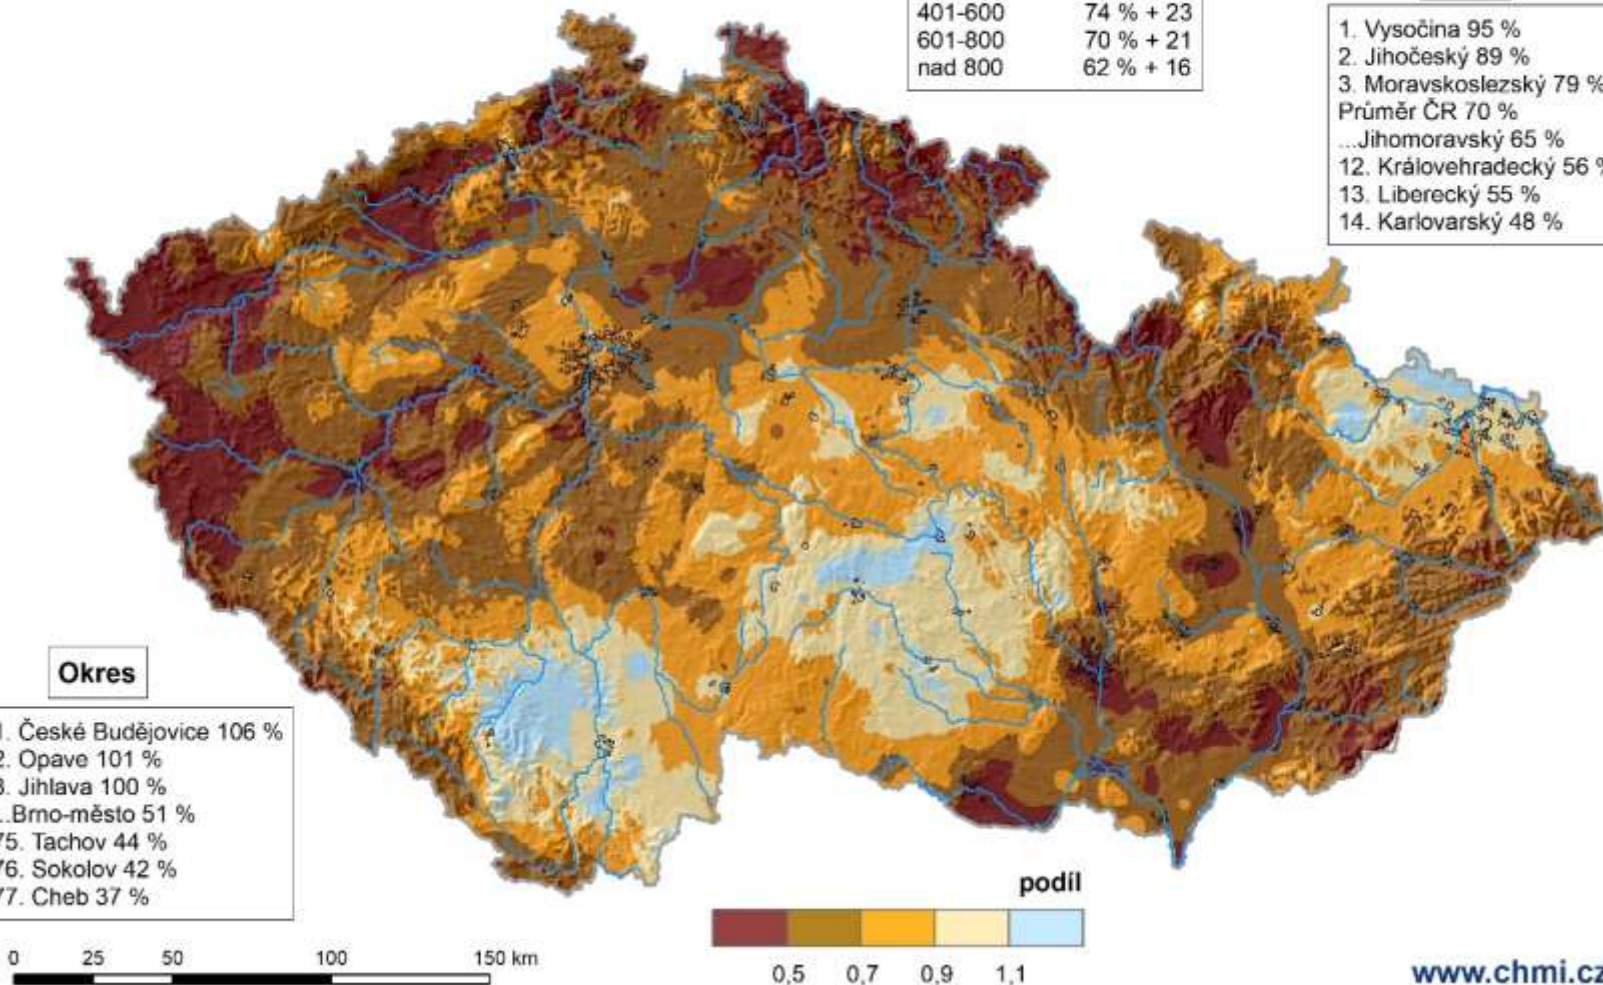 401-600 74 % + 23
601-800 70 % + 21
nad 800 62 % + 16
1. Vysočina 95 %
2. Jihočeský 89 %
3. Moravskoslezský 79 %
Průměr ČR 70 %
...Jihomoravský 65 %
12. Královehradecký 56 %
13. Liberecký 55 %
14. Karlovarský 48 %
Okres
1. České Budějovice 106 %
2. Opave 101 %
3. Jihlava 100 %
...Brno-město 51 %
75. Tachov 44 %
76. Sokolov 42 %
77. Cheb 37 %
podíl
0,5 0,7 0,9 1,1
0 25 50 100 150 km
www.chmi.cz